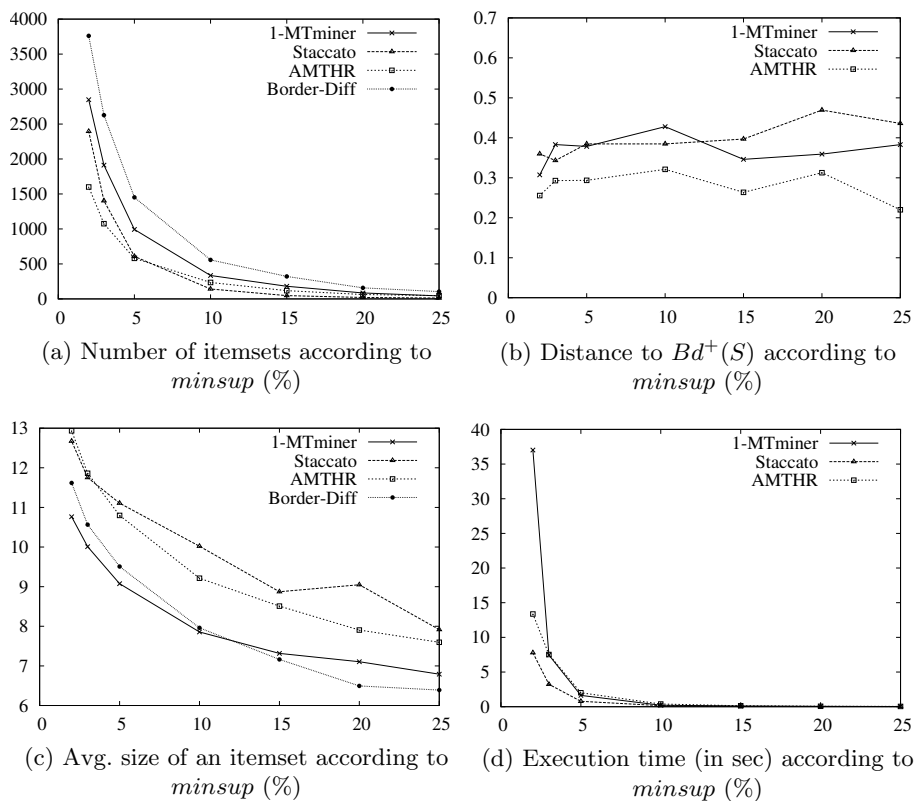 4000
3500
3000
2500
2000
1500
1000
500
0
0 5 10 15 20 25
1-MTminer
Staccato
AMTHR
Border-Diff
(a) Number of itemsets according to
minsup (%)
0.7
0.6
0.5
0.4
0.3
0.2
0.1
0
0 5 10 15 20 25
1-MTminer
Staccato
AMTHR
(b) Distance to Bd⁺(S) according to
minsup (%)
13
12
11
10
9
8
7
6
0 5 10 15 20 25
1-MTminer
Staccato
AMTHR
Border-Diff
(c) Avg. size of an itemset according to
minsup (%)
40
35
30
25
20
15
10
5
0
0 5 10 15 20 25
1-MTminer
Staccato
AMTHR
(d) Execution time (in sec) according to
minsup (%)